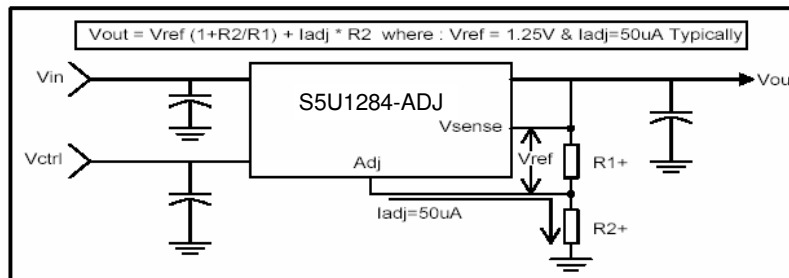 Vout = Vref (1+R2/R1) + Iadj * R2 where : Vref = 1.25V & Iadj=50uA Typically
Vin
S5U1284-ADJ
Vou
Vsense
Vctrl
Adj
Vref
R1+
Iadj=50uA
R2+